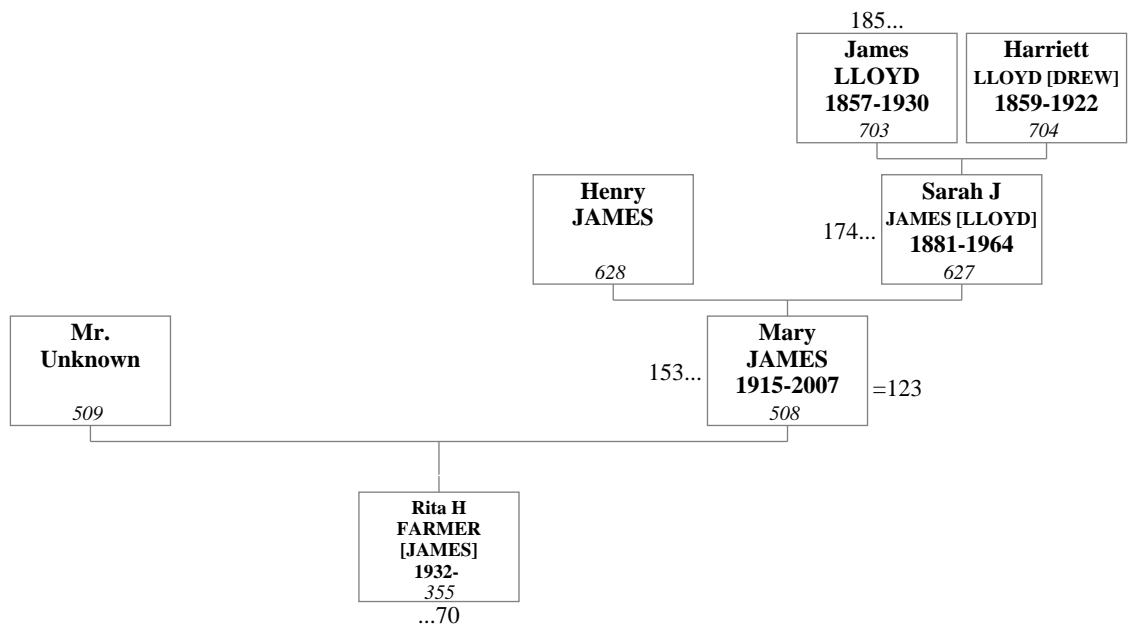 185...
James
LLOYD
1857-1930
703
Harriett
LLOYD [DREW]
1859-1922
704
Henry
JAMES
628
174...
Sarah J
JAMES [LLOYD]
1881-1964
627
Mr.
Unknown
509
153...
Mary
JAMES
1915-2007
508
=123
Rita H
FARMER
[JAMES]
1932-
355
...70